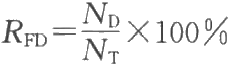 R_FD = N_D / N_T × 100%